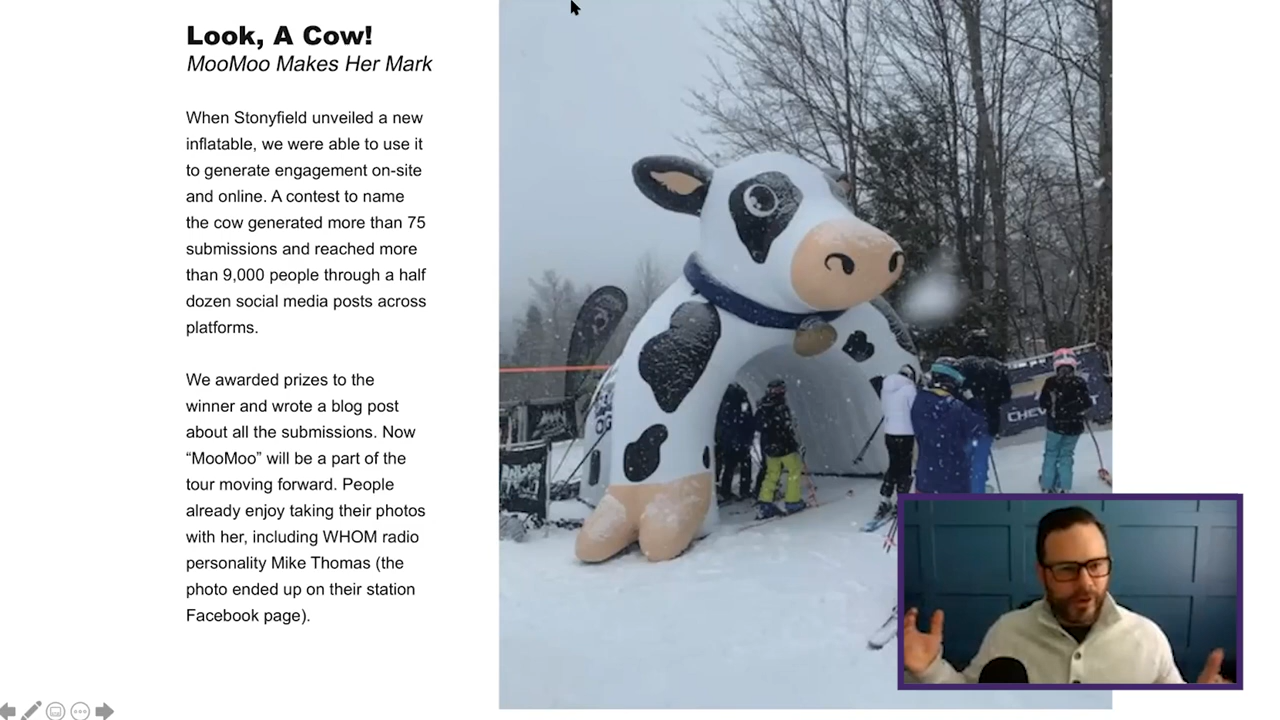 Look, A Cow!
MooMoo Makes Her Mark
When Stonyfield unveiled a new
inflatable, we were able to use it
to generate engagement on-site
and online. A contest to name
the cow generated more than 75
submissions and reached more
than 9,000 people through a half
dozen social media posts across
platforms.
We awarded prizes to the
winner and wrote a blog post
about all the submissions. Now
“MooMoo” will be a part of the
tour moving forward. People
already enjoy taking their photos
with her, including WHOM radio
personality Mike Thomas (the
photo ended up on their station
Facebook page).